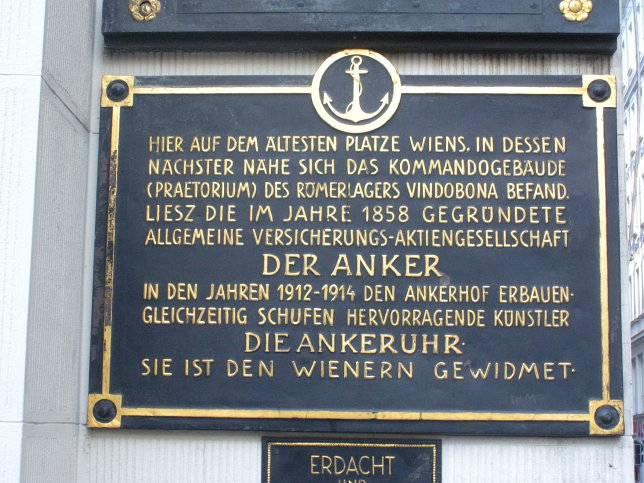 HIER AUF DEM ÄLTESTEN PLATZE WIENS. IN DESSEN
NÄCHSTER NÄHE SICH DAS KOMMANDOGEBÄUDE
(PRAETORIUM) DES RÖMERLAGERS VINDOBONA BEFAND.
LIESZ DIE IM JAHRE 1858 GEGRÜNDETE
ALLGEMEINE VERSICHERUNGS-AKTIENGESELLSCHAFT
DER ANKER
IN DEN JAHREN 1912-1914 DEN ANKERHOF ERBAUEN·
GLEICHZEITIG SCHUFEN HERVORRAGENDE KÜNSTLER
DIE ANKERUHR·
SIE IST DEN WIENERN GEWIDMET·
ERDACHT
UND